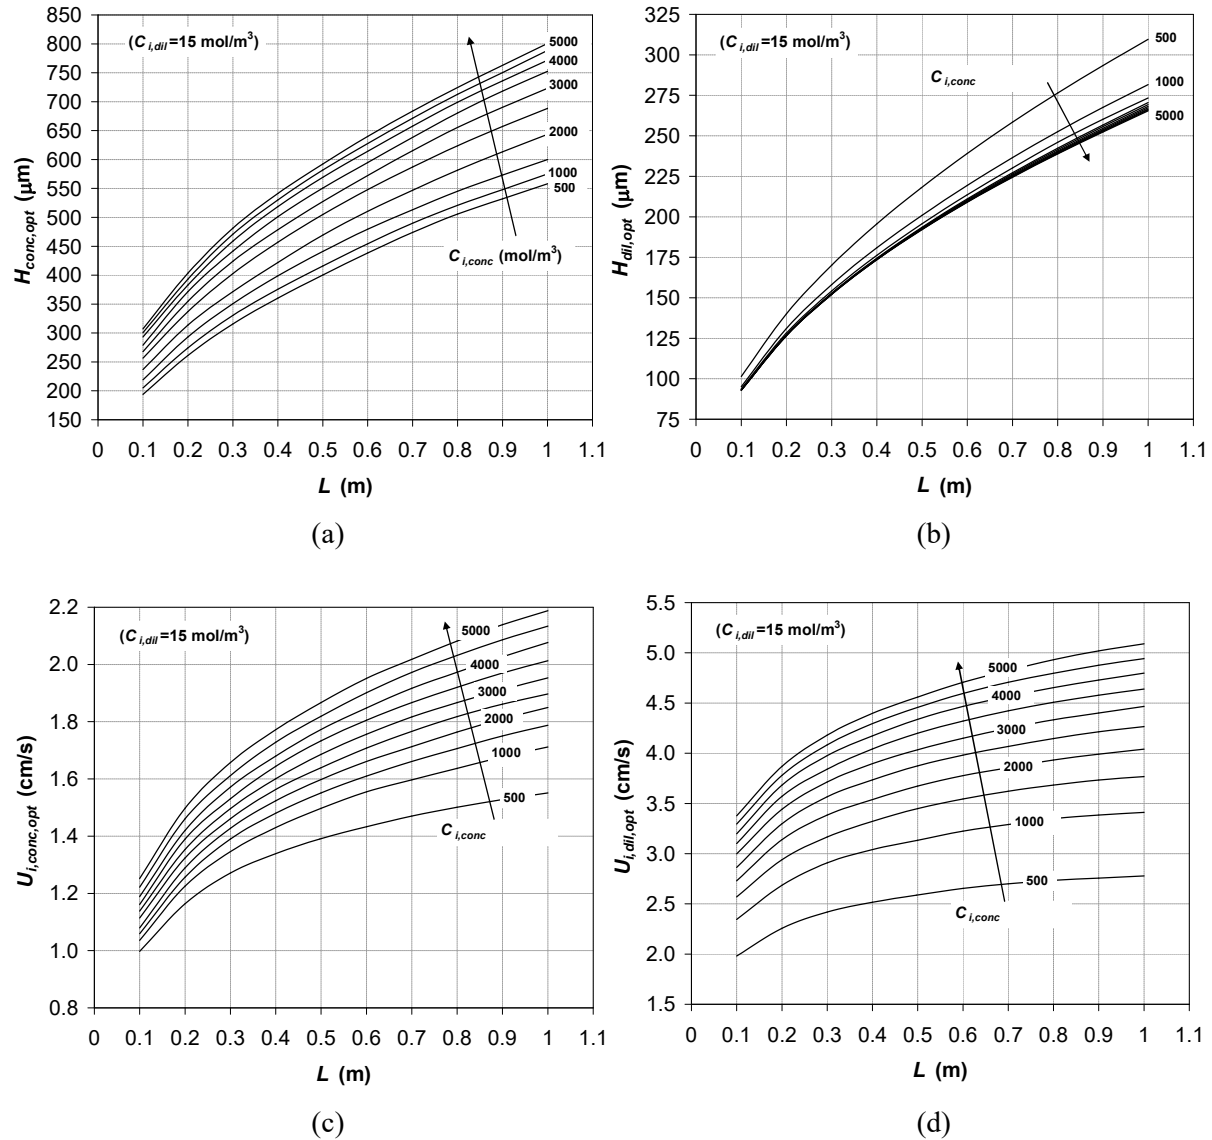 850
800
750
700
650
600
550
500
450
400
350
300
250
200
150
H conc,opt (µm)
(C i,dil=15 mol/m³)
5000
4000
3000
2000
1000
500
C i,conc (mol/m³)
0 0.1 0.2 0.3 0.4 0.5 0.6 0.7 0.8 0.9 1 1.1
L (m)
(a)
325
300
275
250
225
200
175
150
125
100
75
H dil,opt (µm)
(C i,dil=15 mol/m³)
500
C i,conc
1000
5000
0 0.1 0.2 0.3 0.4 0.5 0.6 0.7 0.8 0.9 1 1.1
L (m)
(b)
2.2
2.0
1.8
1.6
1.4
1.2
1.0
0.8
U i,conc,opt (cm/s)
(C i,dil=15 mol/m³)
5000
4000
3000
2000
1000
500
C i,conc
0 0.1 0.2 0.3 0.4 0.5 0.6 0.7 0.8 0.9 1 1.1
L (m)
(c)
5.5
5.0
4.5
4.0
3.5
3.0
2.5
2.0
1.5
U i,dil,opt (cm/s)
(C i,dil=15 mol/m³)
5000
4000
3000
2000
1000
500
C i,conc
0 0.1 0.2 0.3 0.4 0.5 0.6 0.7 0.8 0.9 1 1.1
L (m)
(d)